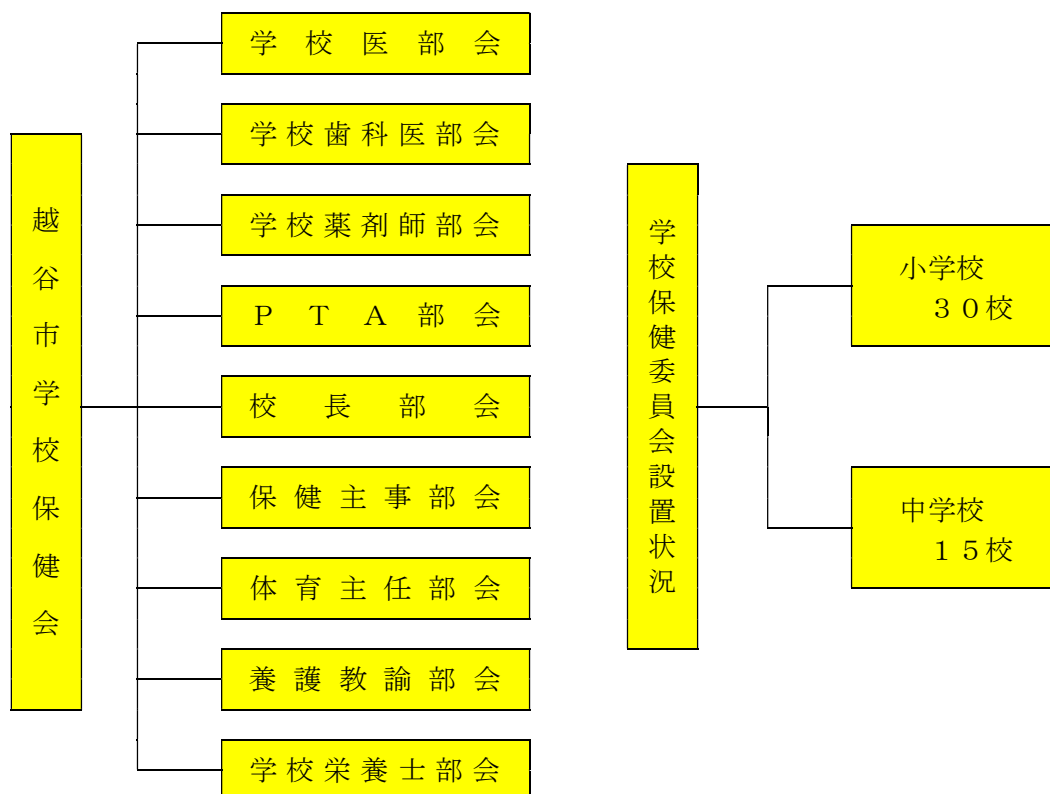 越谷市学校保健会
学校医部会
学校歯科医部会
学校薬剤師部会
ＰＴＡ部会
校長部会
保健主事部会
体育主任部会
養護教諭部会
学校栄養士部会
学校保健委員会設置状況
小学校
３０校
中学校
１５校